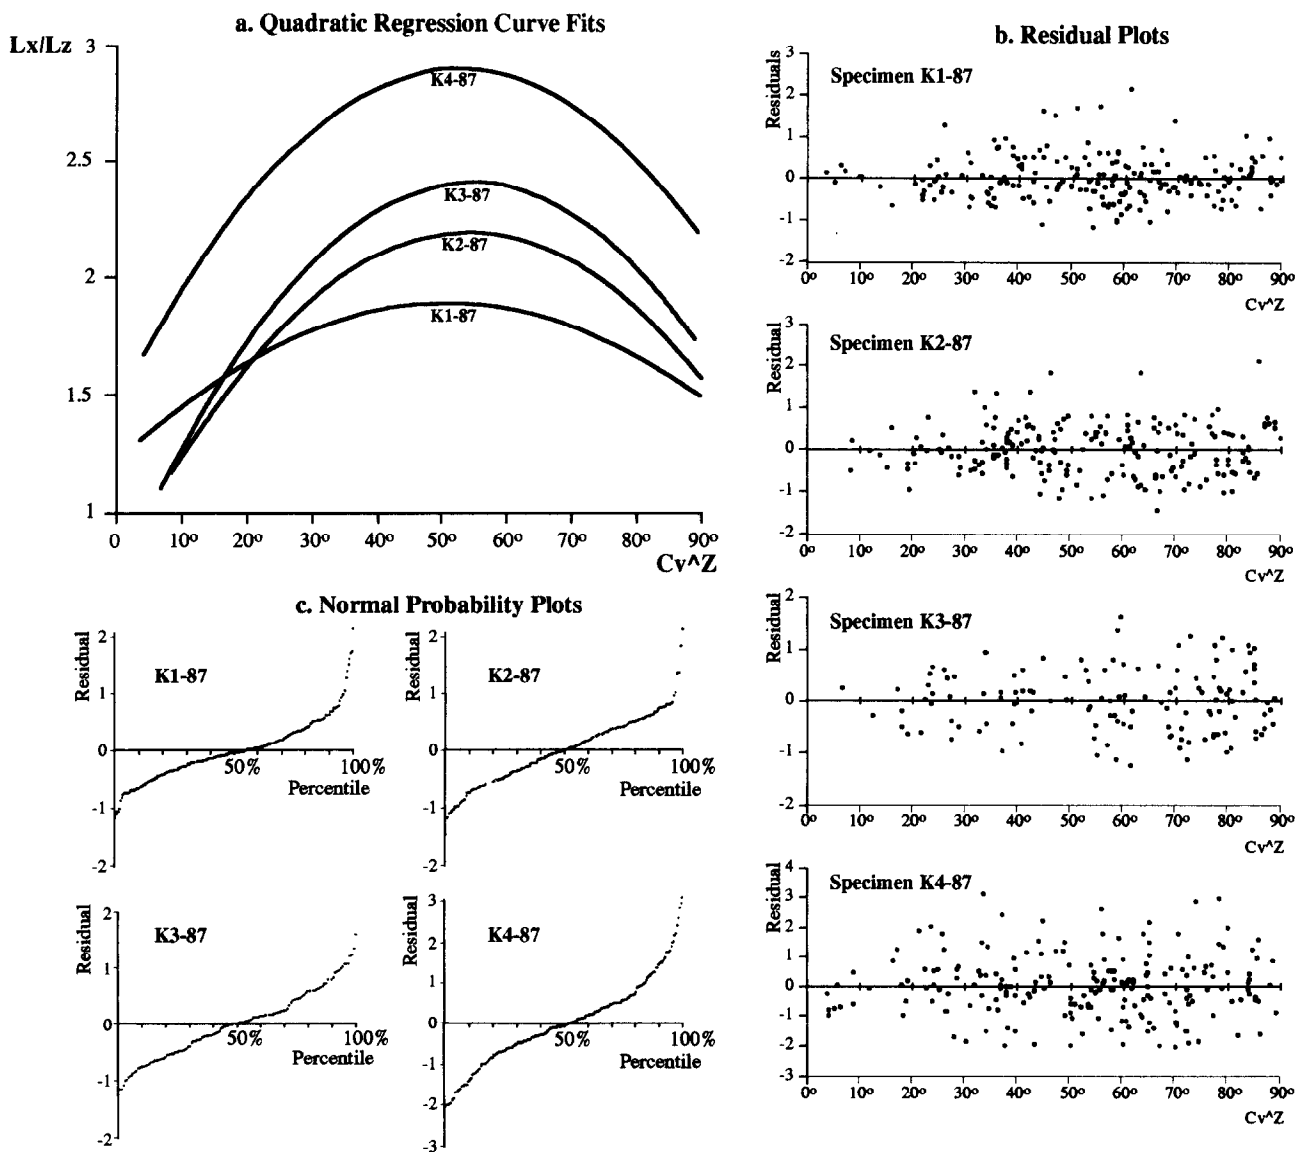 a. Quadratic Regression Curve Fits
Lx/Lz
3
2.5
2
1.5
1
K4-87
K3-87
K2-87
K1-87
0 10º 20º 30º 40º 50º 60º 70º 80º 90º
Cv^Z
b. Residual Plots
Residuals
Specimen K1-87
3
2
1
0
-1
-2
0º 10º 20º 30º 40º 50º 60º 70º 80º 90º
Cv^Z
Residual
Specimen K2-87
3
2
1
0
-1
-2
0º 10º 20º 30º 40º 50º 60º 70º 80º 90º
Cv^Z
Residual
Specimen K3-87
2
1
0
-1
-2
0º 10º 20º 30º 40º 50º 60º 70º 80º 90º
Cv^Z
Residual
Specimen K4-87
4
3
2
1
0
-1
-2
-3
0º 10º 20º 30º 40º 50º 60º 70º 80º 90º
Cv^Z
c. Normal Probability Plots
Residual
K1-87
2
1
0
-1
-2
50% 100%
Percentile
Residual
K2-87
2
1
0
-1
-2
50% 100%
Percentile
Residual
K3-87
2
1
0
-1
-2
50% 100%
Percentile
Residual
K4-87
3
2
1
0
-1
-2
-3
50% 100%
Percentile